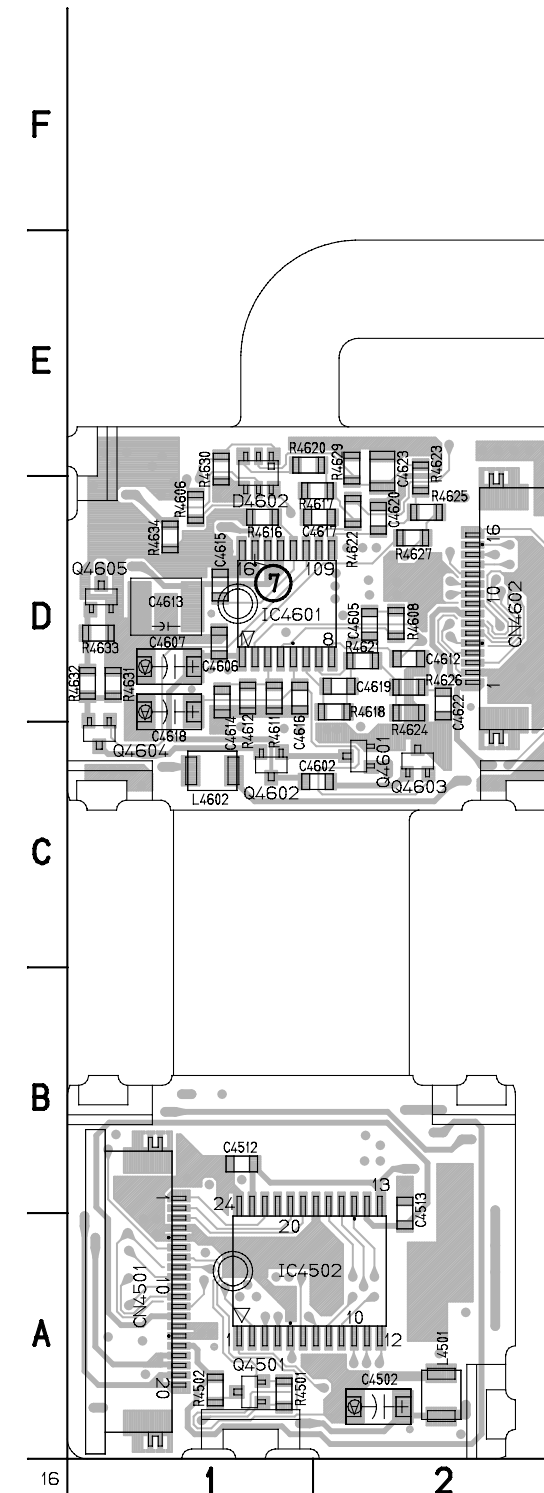 F
E
R4620
R4629
C4623
R4623
R4630
R4606
D4602
R4617
C4620
R4625
R4634
C4615
R4616
C4617
R4622
R4627
16
Q4605
16
109
7
10
C4613
IC4601
C4605
R4608
CN4602
D
R4633
C4607
8
R4621
C4606
C4612
R4632
R4631
C4619
R4626
1
C4618
C4614
R4612
R4611
C4616
R4618
R4624
C4622
Q4604
L4602
Q4602
C4602
Q4601
Q4603
C
B
C4512
13
1
24
20
C4513
CN4501
10
IC4502
A
1
10
12
20
R4502
Q4501
R4501
C4502
L4501
16
1
2